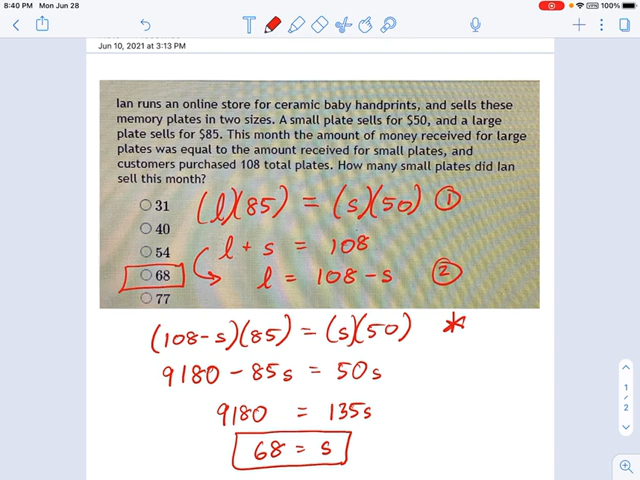 8:40 PM Mon Jun 28
100%
T
Jun 10, 2021 at 3:13 PM
Ian runs an online store for ceramic baby handprints, and sells these
memory plates in two sizes. A small plate sells for $50, and a large
plate sells for $85. This month the amount of money received for large
plates was equal to the amount received for small plates, and
customers purchased 108 total plates. How many small plates did Ian
sell this month?
31
40
54
68
77
(l)(85) = (s)(50) ①
l + s = 108
l = 108 - s ②
(108-s)(85) = (s)(50) *
9180 - 85s = 50s
9180 = 135s
68 = s
1
2